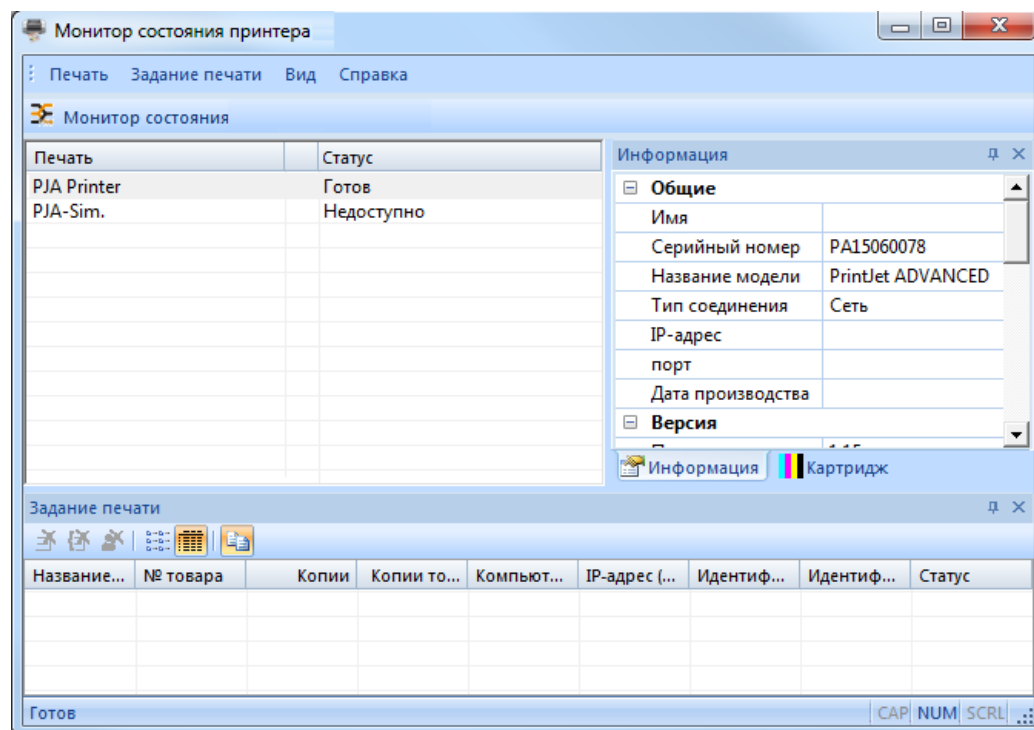 Монитор состояния принтера
Печать Задание печати Вид Справка
Монитор состояния
Печать Статус
PJA Printer Готов
PJA-Sim. Недоступно
Информация
Общие
Имя
Серийный номер PA15060078
Название модели PrintJet ADVANCED
Тип соединения Сеть
IP-адрес
порт
Дата производства
Версия
Информация Картридж
Задание печати
Название... № товара Копии Копии то... Компьют... IP-адрес (... Идентиф... Идентиф... Статус
Готов CAP NUM SCRL